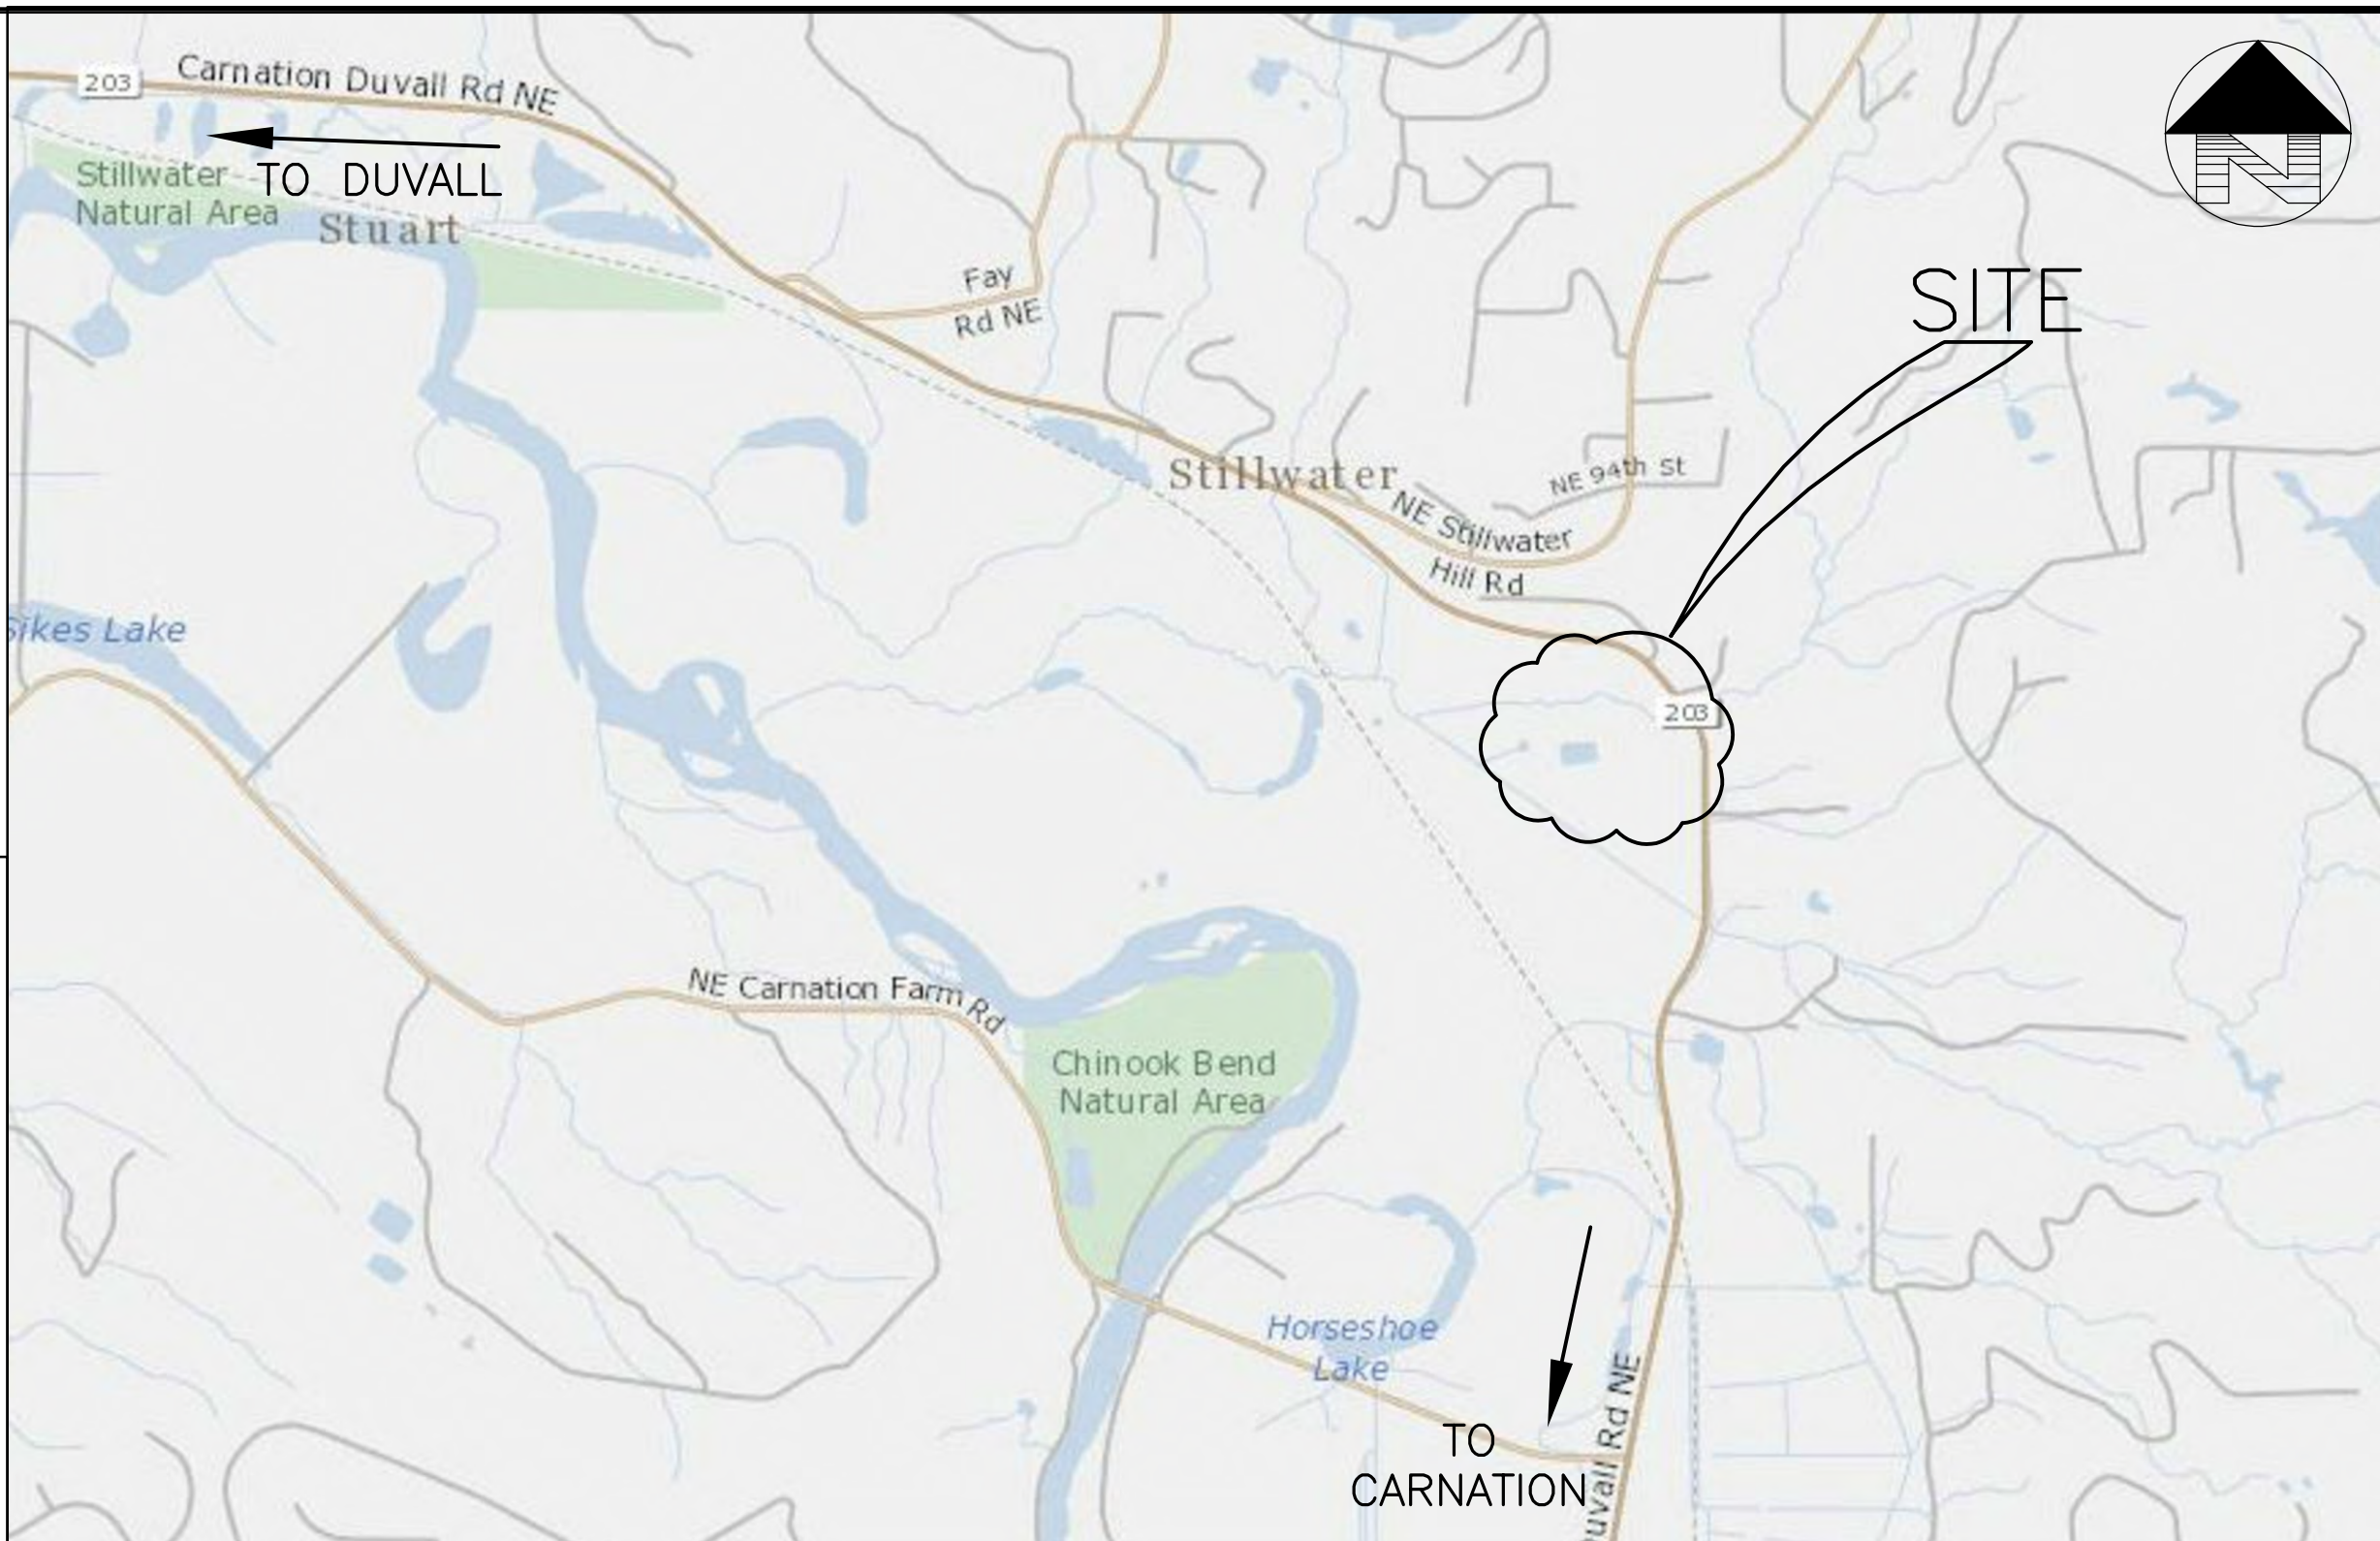 203
Carnation Duvall Rd NE
N
TO DUVALL
Stillwater
Natural Area
Stuart
SITE
Fay
Rd NE
Stillwater
NE 94th St
NE Stillwater
Hill Rd
Sikes Lake
203
NE Carnation Farm Rd
Chinook Bend
Natural Area
Horseshoe
Lake
TO
CARNATION
uvall Rd NE